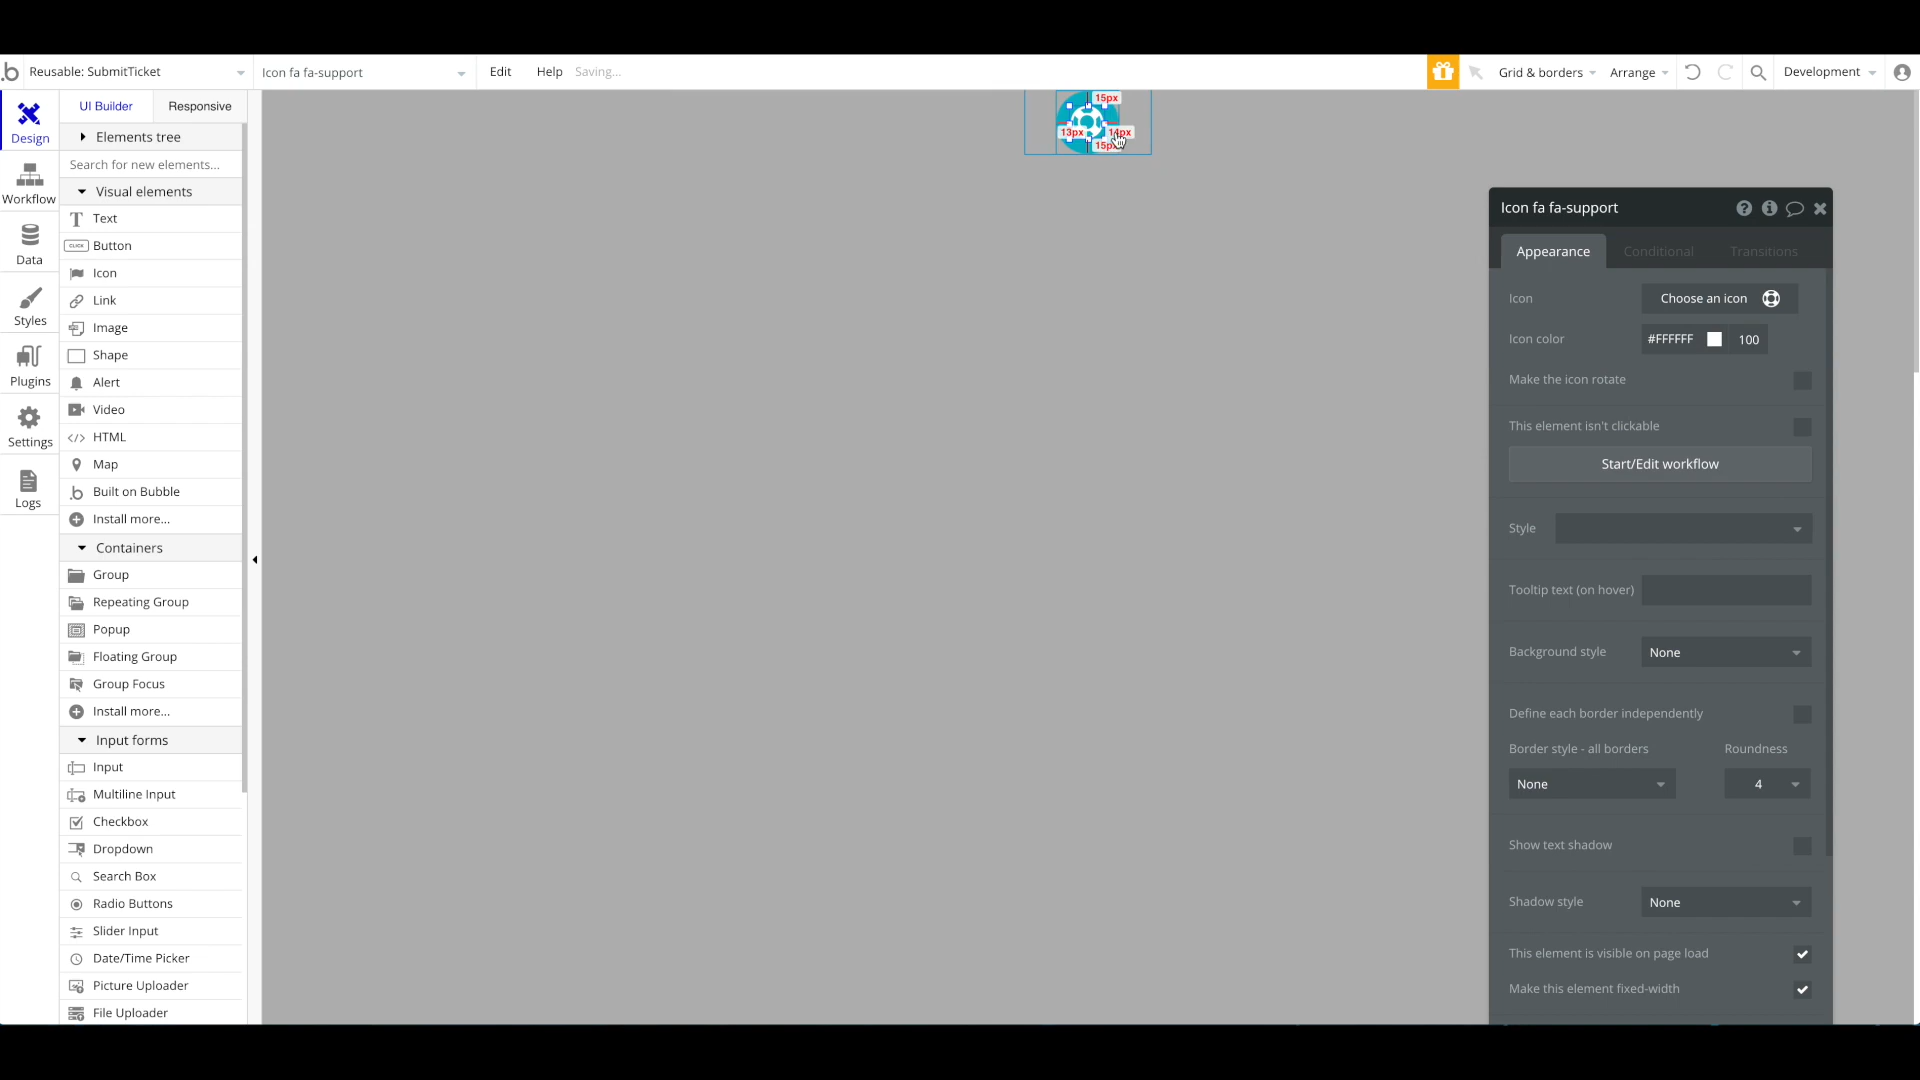 Reusable: SubmitTicket
Icon fa fa-support
Edit
Help
Saving...
Grid & borders
Arrange
Development
Design
Workflow
Data
Styles
Plugins
Settings
Logs
UI Builder
Responsive
Elements tree
Search for new elements...
Visual elements
Text
CLICK Button
Icon
Link
Image
Shape
Alert
Video
</> HTML
Map
Built on Bubble
Install more...
Containers
Group
Repeating Group
Popup
Floating Group
Group Focus
Install more...
Input forms
Input
Multiline Input
Checkbox
Dropdown
Search Box
Radio Buttons
Slider Input
Date/Time Picker
Picture Uploader
File Uploader
15px
13px
14px
15px
Icon fa fa-support
Appearance
Conditional
Transitions
Icon
Choose an icon
Icon color
#FFFFFF
100
Make the icon rotate
This element isn't clickable
Start/Edit workflow
Style
Tooltip text (on hover)
Background style
None
Define each border independently
Border style - all borders
Roundness
None
4
Show text shadow
Shadow style
None
This element is visible on page load
Make this element fixed-width